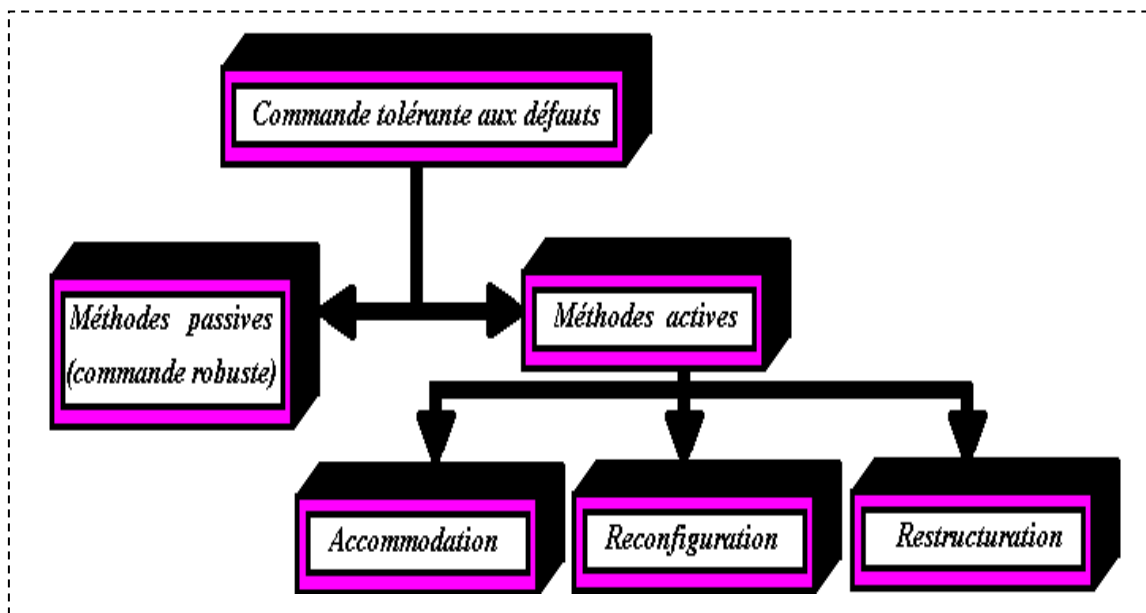 Commande tolérante aux défauts
Méthodes passives
(commande robuste)
Méthodes actives
Accommodation
Reconfiguration
Restructuration